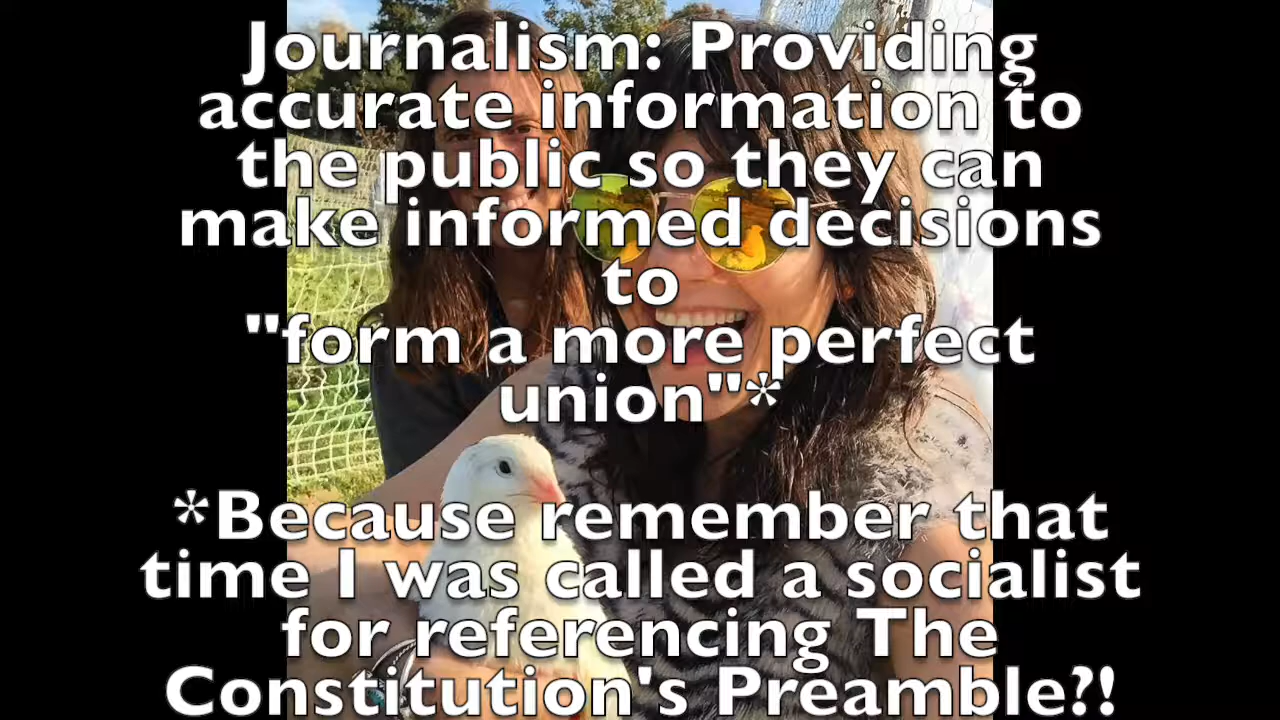 Journalism: Providing
accurate information to
the public so they can
make informed decisions
to
"form a more perfect
union"*
*Because remember that
time I was called a socialist
for referencing The
Constitution's Preamble?!